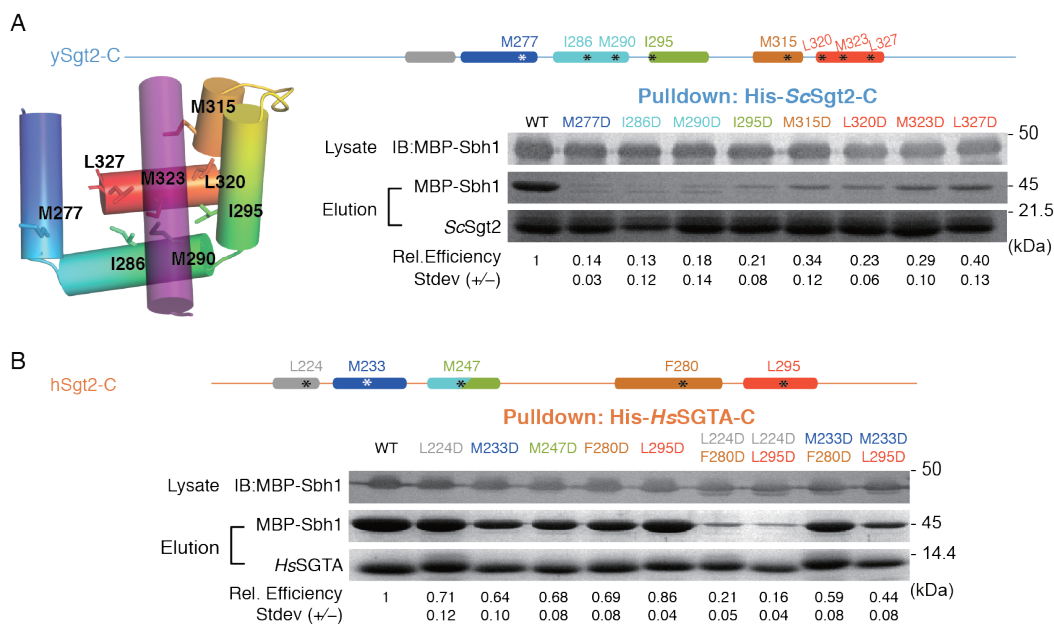 A
ySgt2-C
M277 I286 M290 I295 M315 L320 M323 L327
* * * * * * * *
M315
L327
M323 L320
M277 I295
I286 M290
Pulldown: His-ScSgt2-C
WT M277D I286D M290D I295D M315D L320D M323D L327D
Lysate IB:MBP-Sbh1 - 50
MBP-Sbh1 - 45
Elution
ScSgt2 - 21.5
(kDa)
Rel.Efficiency 1 0.14 0.13 0.18 0.21 0.34 0.23 0.29 0.40
Stdev (+/−) 0.03 0.12 0.14 0.08 0.12 0.06 0.10 0.13
B
hSgt2-C
L224 M233 M247 F280 L295
* * * * *
Pulldown: His-HsSGTA-C
WT L224D M233D M247D F280D L295D L224D F280D L224D L295D M233D F280D M233D L295D
Lysate IB:MBP-Sbh1 - 50
MBP-Sbh1 - 45
Elution
HsSGTA - 14.4
(kDa)
Rel. Efficiency 1 0.71 0.64 0.68 0.69 0.86 0.21 0.16 0.59 0.44
Stdev (+/−) 0.12 0.10 0.08 0.08 0.04 0.05 0.04 0.08 0.08